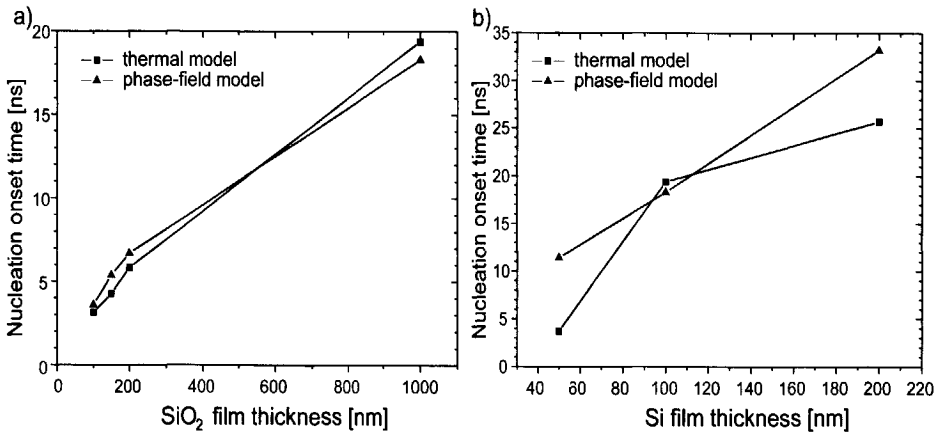 a)
Nucleation onset time [ns]
20
15
10
5
0
thermal model
phase-field model
0 200 400 600 800 1000
SiO₂ film thickness [nm]
b)
Nucleation onset time [ns]
35
30
25
20
15
10
5
0
thermal model
phase-field model
40 60 80 100 120 140 160 180 200 220
Si film thickness [nm]